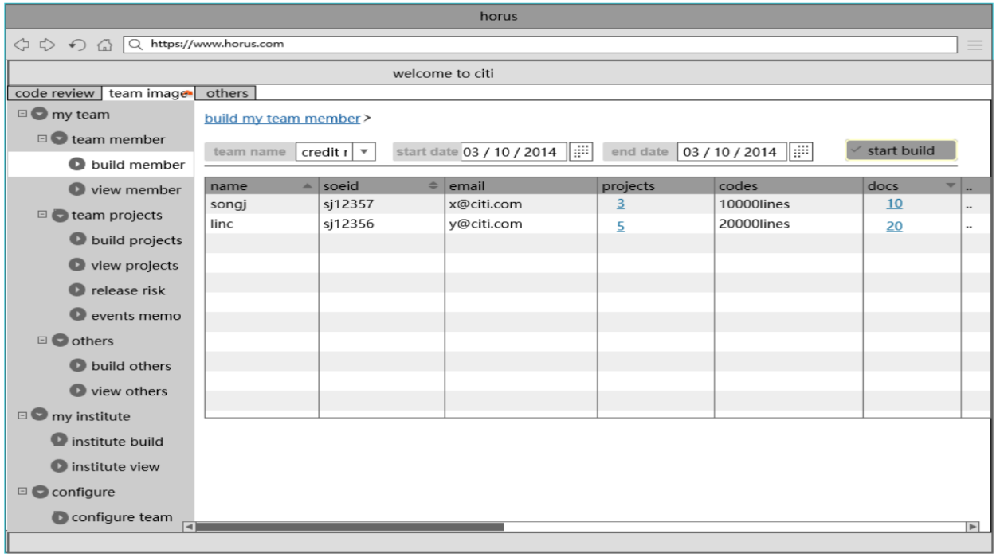 horus
https://www.horus.com
welcome to citi
code review team image others
my team
team member
build member
view member
team projects
build projects
view projects
release risk
events memo
others
build others
view others
my institute
institute build
institute view
configure
configure team
build my team member >
team name credit r start date 03 / 10 / 2014 end date 03 / 10 / 2014 start build
name soeid email projects codes docs ..
songj sj12357 x@citi.com 3 10000lines 10 ..
linc sj12356 y@citi.com 5 20000lines 20 ..